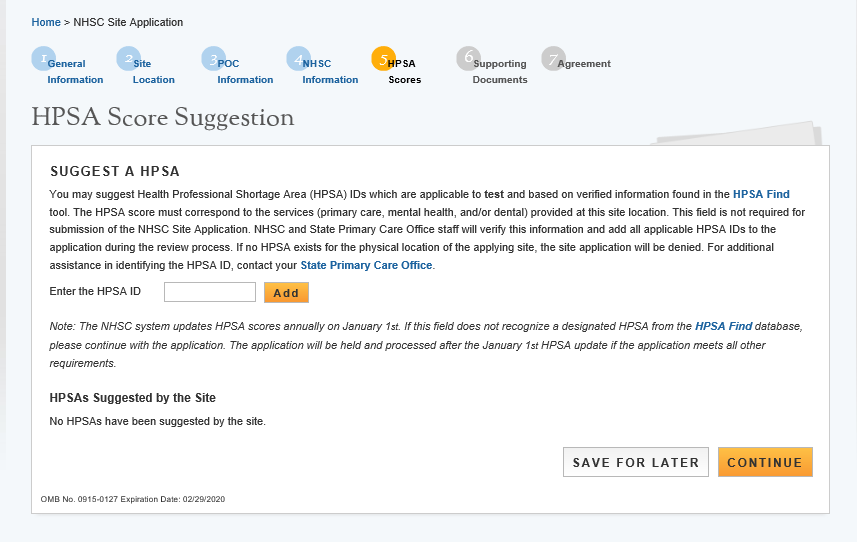 Home > NHSC Site Application
1 General Information
2 Site Location
3 POC Information
4 NHSC Information
5 HPSA Scores
6 Supporting Documents
7 Agreement
HPSA Score Suggestion
SUGGEST A HPSA
You may suggest Health Professional Shortage Area (HPSA) IDs which are applicable to test and based on verified information found in the HPSA Find
tool. The HPSA score must correspond to the services (primary care, mental health, and/or dental) provided at this site location. This field is not required for
submission of the NHSC Site Application. NHSC and State Primary Care Office staff will verify this information and add all applicable HPSA IDs to the
application during the review process. If no HPSA exists for the physical location of the applying site, the site application will be denied. For additional
assistance in identifying the HPSA ID, contact your State Primary Care Office.
Enter the HPSA ID
Add
Note: The NHSC system updates HPSA scores annually on January 1st. If this field does not recognize a designated HPSA from the HPSA Find database,
please continue with the application. The application will be held and processed after the January 1st HPSA update if the application meets all other
requirements.
HPSAs Suggested by the Site
No HPSAs have been suggested by the site.
SAVE FOR LATER
CONTINUE
OMB No. 0915-0127 Expiration Date: 02/29/2020